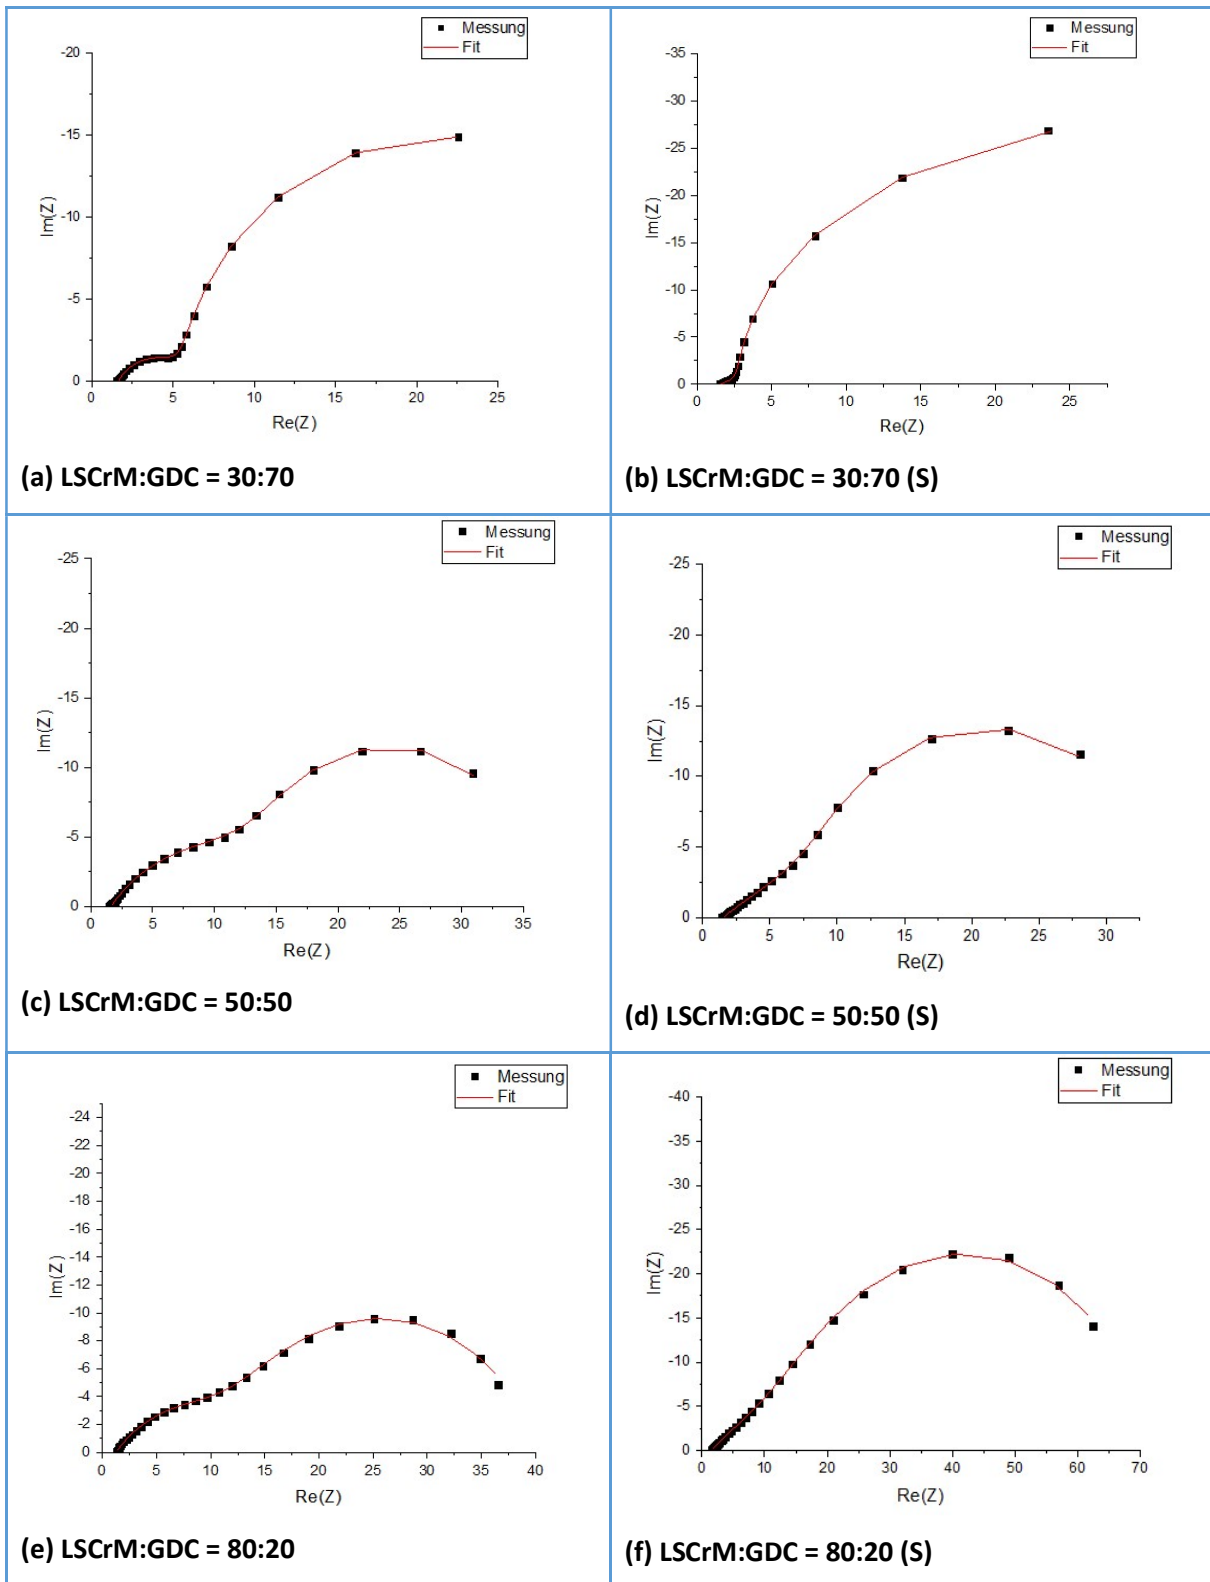 Messung
Fit
-20
-15
-10
-5
0
Im(Z)
0 5 10 15 20 25
Re(Z)
(a) LSCrM:GDC = 30:70
Messung
Fit
-35
-30
-25
-20
-15
-10
-5
0
Im(Z)
0 5 10 15 20 25
Re(Z)
(b) LSCrM:GDC = 30:70 (S)
Messung
Fit
-25
-20
-15
-10
-5
0
Im(Z)
0 5 10 15 20 25 30 35
Re(Z)
(c) LSCrM:GDC = 50:50
Messung
Fit
-25
-20
-15
-10
-5
0
Im(Z)
0 5 10 15 20 25 30
Re(Z)
(d) LSCrM:GDC = 50:50 (S)
Messung
Fit
-24
-22
-20
-18
-16
-14
-12
-10
-8
-6
-4
-2
0
Im(Z)
0 5 10 15 20 25 30 35 40
Re(Z)
(e) LSCrM:GDC = 80:20
Messung
Fit
-40
-35
-30
-25
-20
-15
-10
-5
0
Im(Z)
0 10 20 30 40 50 60 70
Re(Z)
(f) LSCrM:GDC = 80:20 (S)